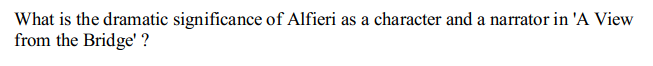 What is the dramatic significance of Alfieri as a character and a narrator in 'A View
from the Bridge' ?